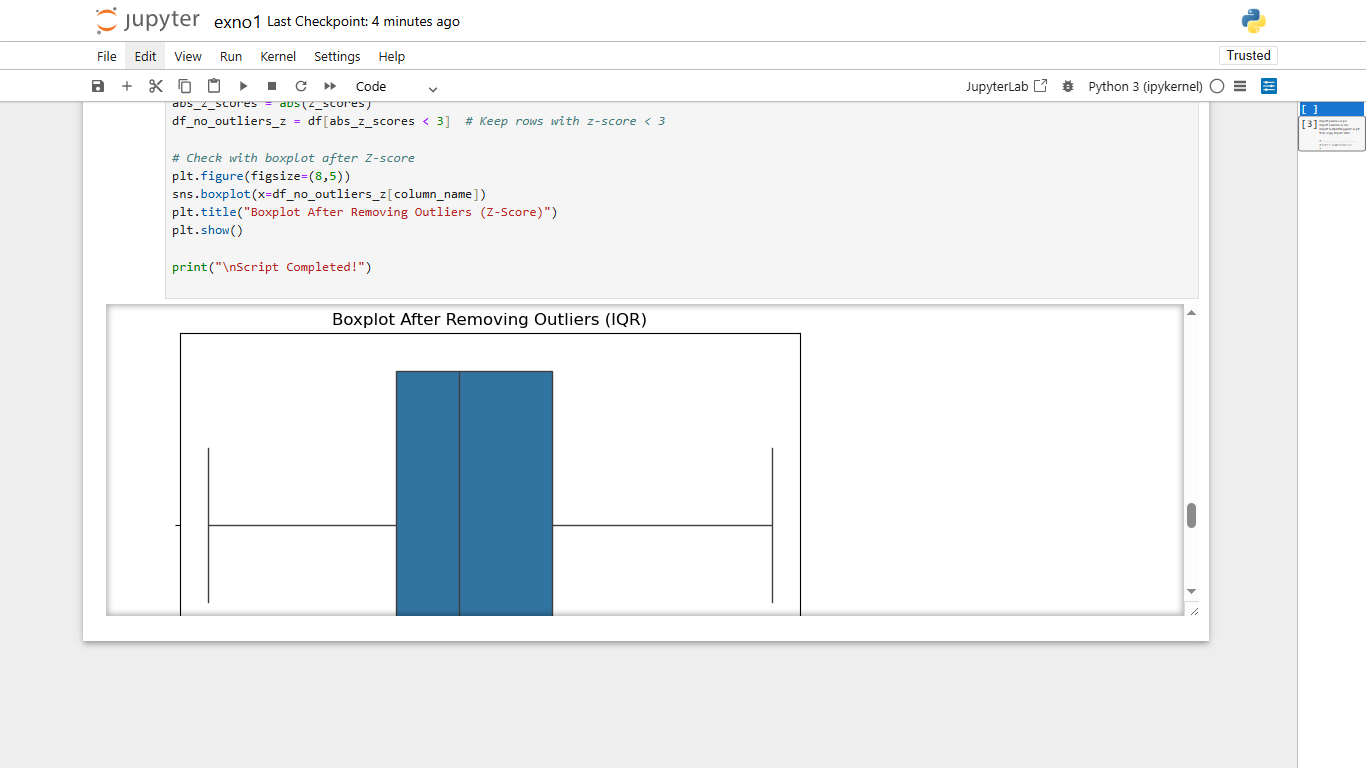 jupyter exno1 Last Checkpoint: 4 minutes ago
File Edit View Run Kernel Settings Help
Trusted
Code
JupyterLab
Python 3 (ipykernel)
abs_z_scores = abs(z_scores)
df_no_outliers_z = df[abs_z_scores < 3]  # Keep rows with z-score < 3
# Check with boxplot after Z-score
plt.figure(figsize=(8,5))
sns.boxplot(x=df_no_outliers_z[column_name])
plt.title("Boxplot After Removing Outliers (Z-Score)")
plt.show()
print("\nScript Completed!")
Boxplot After Removing Outliers (IQR)
[ ]
[3]